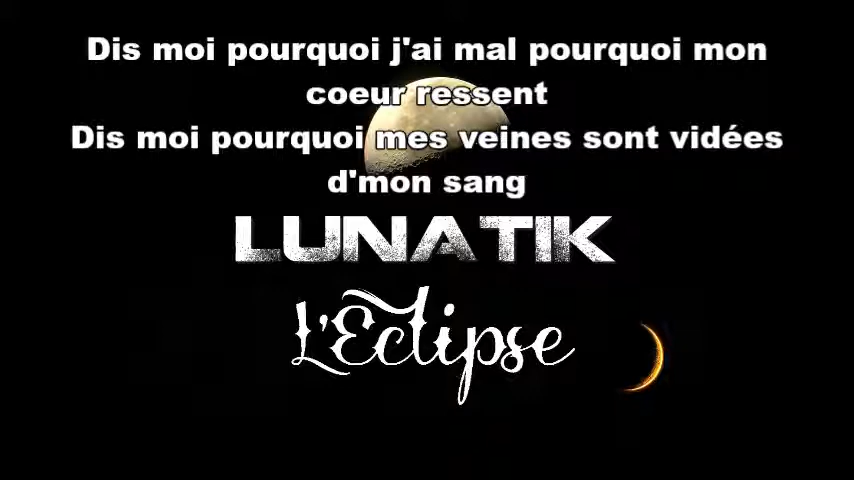 Dis moi pourquoi j'ai mal pourquoi mon
coeur ressent
Dis moi pourquoi mes veines sont vidées
d'mon sang
LUNATIK
L'Eclipse